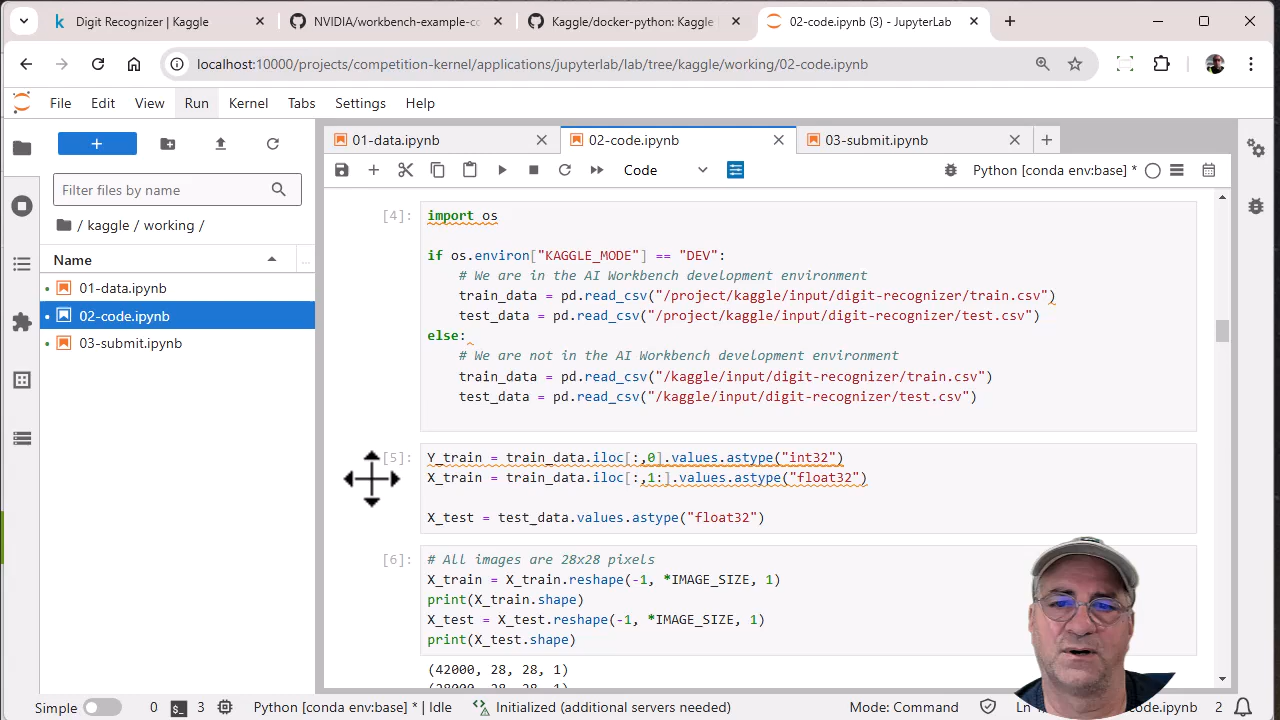 Digit Recognizer | Kaggle
NVIDIA/workbench-example-co
Kaggle/docker-python: Kaggle
02-code.ipynb (3) - JupyterLab
localhost:10000/projects/competition-kernel/applications/jupyterlab/lab/tree/kaggle/working/02-code.ipynb
File Edit View Run Kernel Tabs Settings Help
01-data.ipynb
02-code.ipynb
03-submit.ipynb
Code
Python [conda env:base] *
Filter files by name
/ kaggle / working /
Name
01-data.ipynb
02-code.ipynb
03-submit.ipynb
[4]:
import os
if os.environ["KAGGLE_MODE"] == "DEV":
# We are in the AI Workbench development environment
train_data = pd.read_csv("/project/kaggle/input/digit-recognizer/train.csv")
test_data = pd.read_csv("/project/kaggle/input/digit-recognizer/test.csv")
else:
# We are not in the AI Workbench development environment
train_data = pd.read_csv("/kaggle/input/digit-recognizer/train.csv")
test_data = pd.read_csv("/kaggle/input/digit-recognizer/test.csv")
[5]:
Y_train = train_data.iloc[:,0].values.astype("int32")
X_train = train_data.iloc[:,1:].values.astype("float32")
X_test = test_data.values.astype("float32")
[6]:
# All images are 28x28 pixels
X_train = X_train.reshape(-1, *IMAGE_SIZE, 1)
print(X_train.shape)
X_test = X_test.reshape(-1, *IMAGE_SIZE, 1)
print(X_test.shape)
(42000, 28, 28, 1)
(28000, 28, 28, 1)
Simple 0 3 Python [conda env:base] * | Idle Initialized (additional servers needed) Mode: Command Ln code.ipynb 2